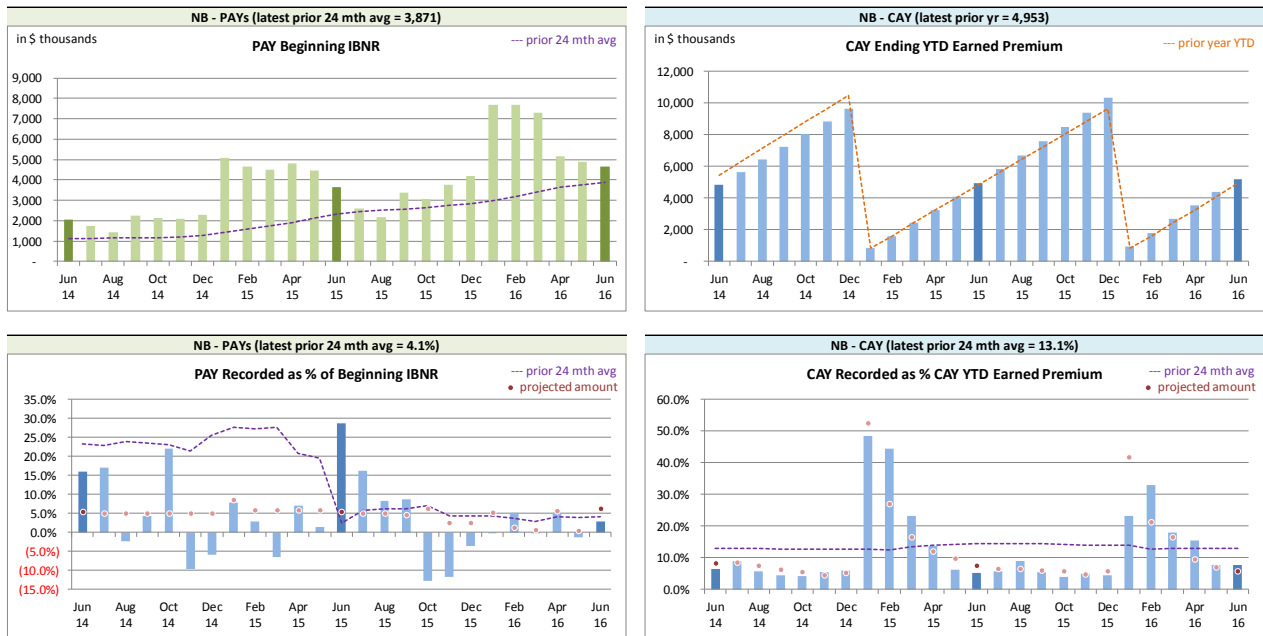 NB - PAYs (latest prior 24 mth avg = 3,871)
in $ thousands
PAY Beginning IBNR
--- prior 24 mth avg
9,000
8,000
7,000
6,000
5,000
4,000
3,000
2,000
1,000
-
Jun Aug Oct Dec Feb Apr Jun Aug Oct Dec Feb Apr Jun
14 14 14 14 15 15 15 15 15 15 16 16 16
NB - CAY (latest prior yr = 4,953)
in $ thousands
CAY Ending YTD Earned Premium
--- prior year YTD
12,000
10,000
8,000
6,000
4,000
2,000
-
Jun Aug Oct Dec Feb Apr Jun Aug Oct Dec Feb Apr Jun
14 14 14 14 15 15 15 15 15 15 16 16 16
NB - PAYs (latest prior 24 mth avg = 4.1%)
PAY Recorded as % of Beginning IBNR
--- prior 24 mth avg
● projected amount
35.0%
30.0%
25.0%
20.0%
15.0%
10.0%
5.0%
0.0%
(5.0%)
(10.0%)
(15.0%)
Jun Aug Oct Dec Feb Apr Jun Aug Oct Dec Feb Apr Jun
14 14 14 14 15 15 15 15 15 15 16 16 16
NB - CAY (latest prior 24 mth avg = 13.1%)
CAY Recorded as % CAY YTD Earned Premium
--- prior 24 mth avg
● projected amount
60.0%
50.0%
40.0%
30.0%
20.0%
10.0%
0.0%
Jun Aug Oct Dec Feb Apr Jun Aug Oct Dec Feb Apr Jun
14 14 14 14 15 15 15 15 15 15 16 16 16